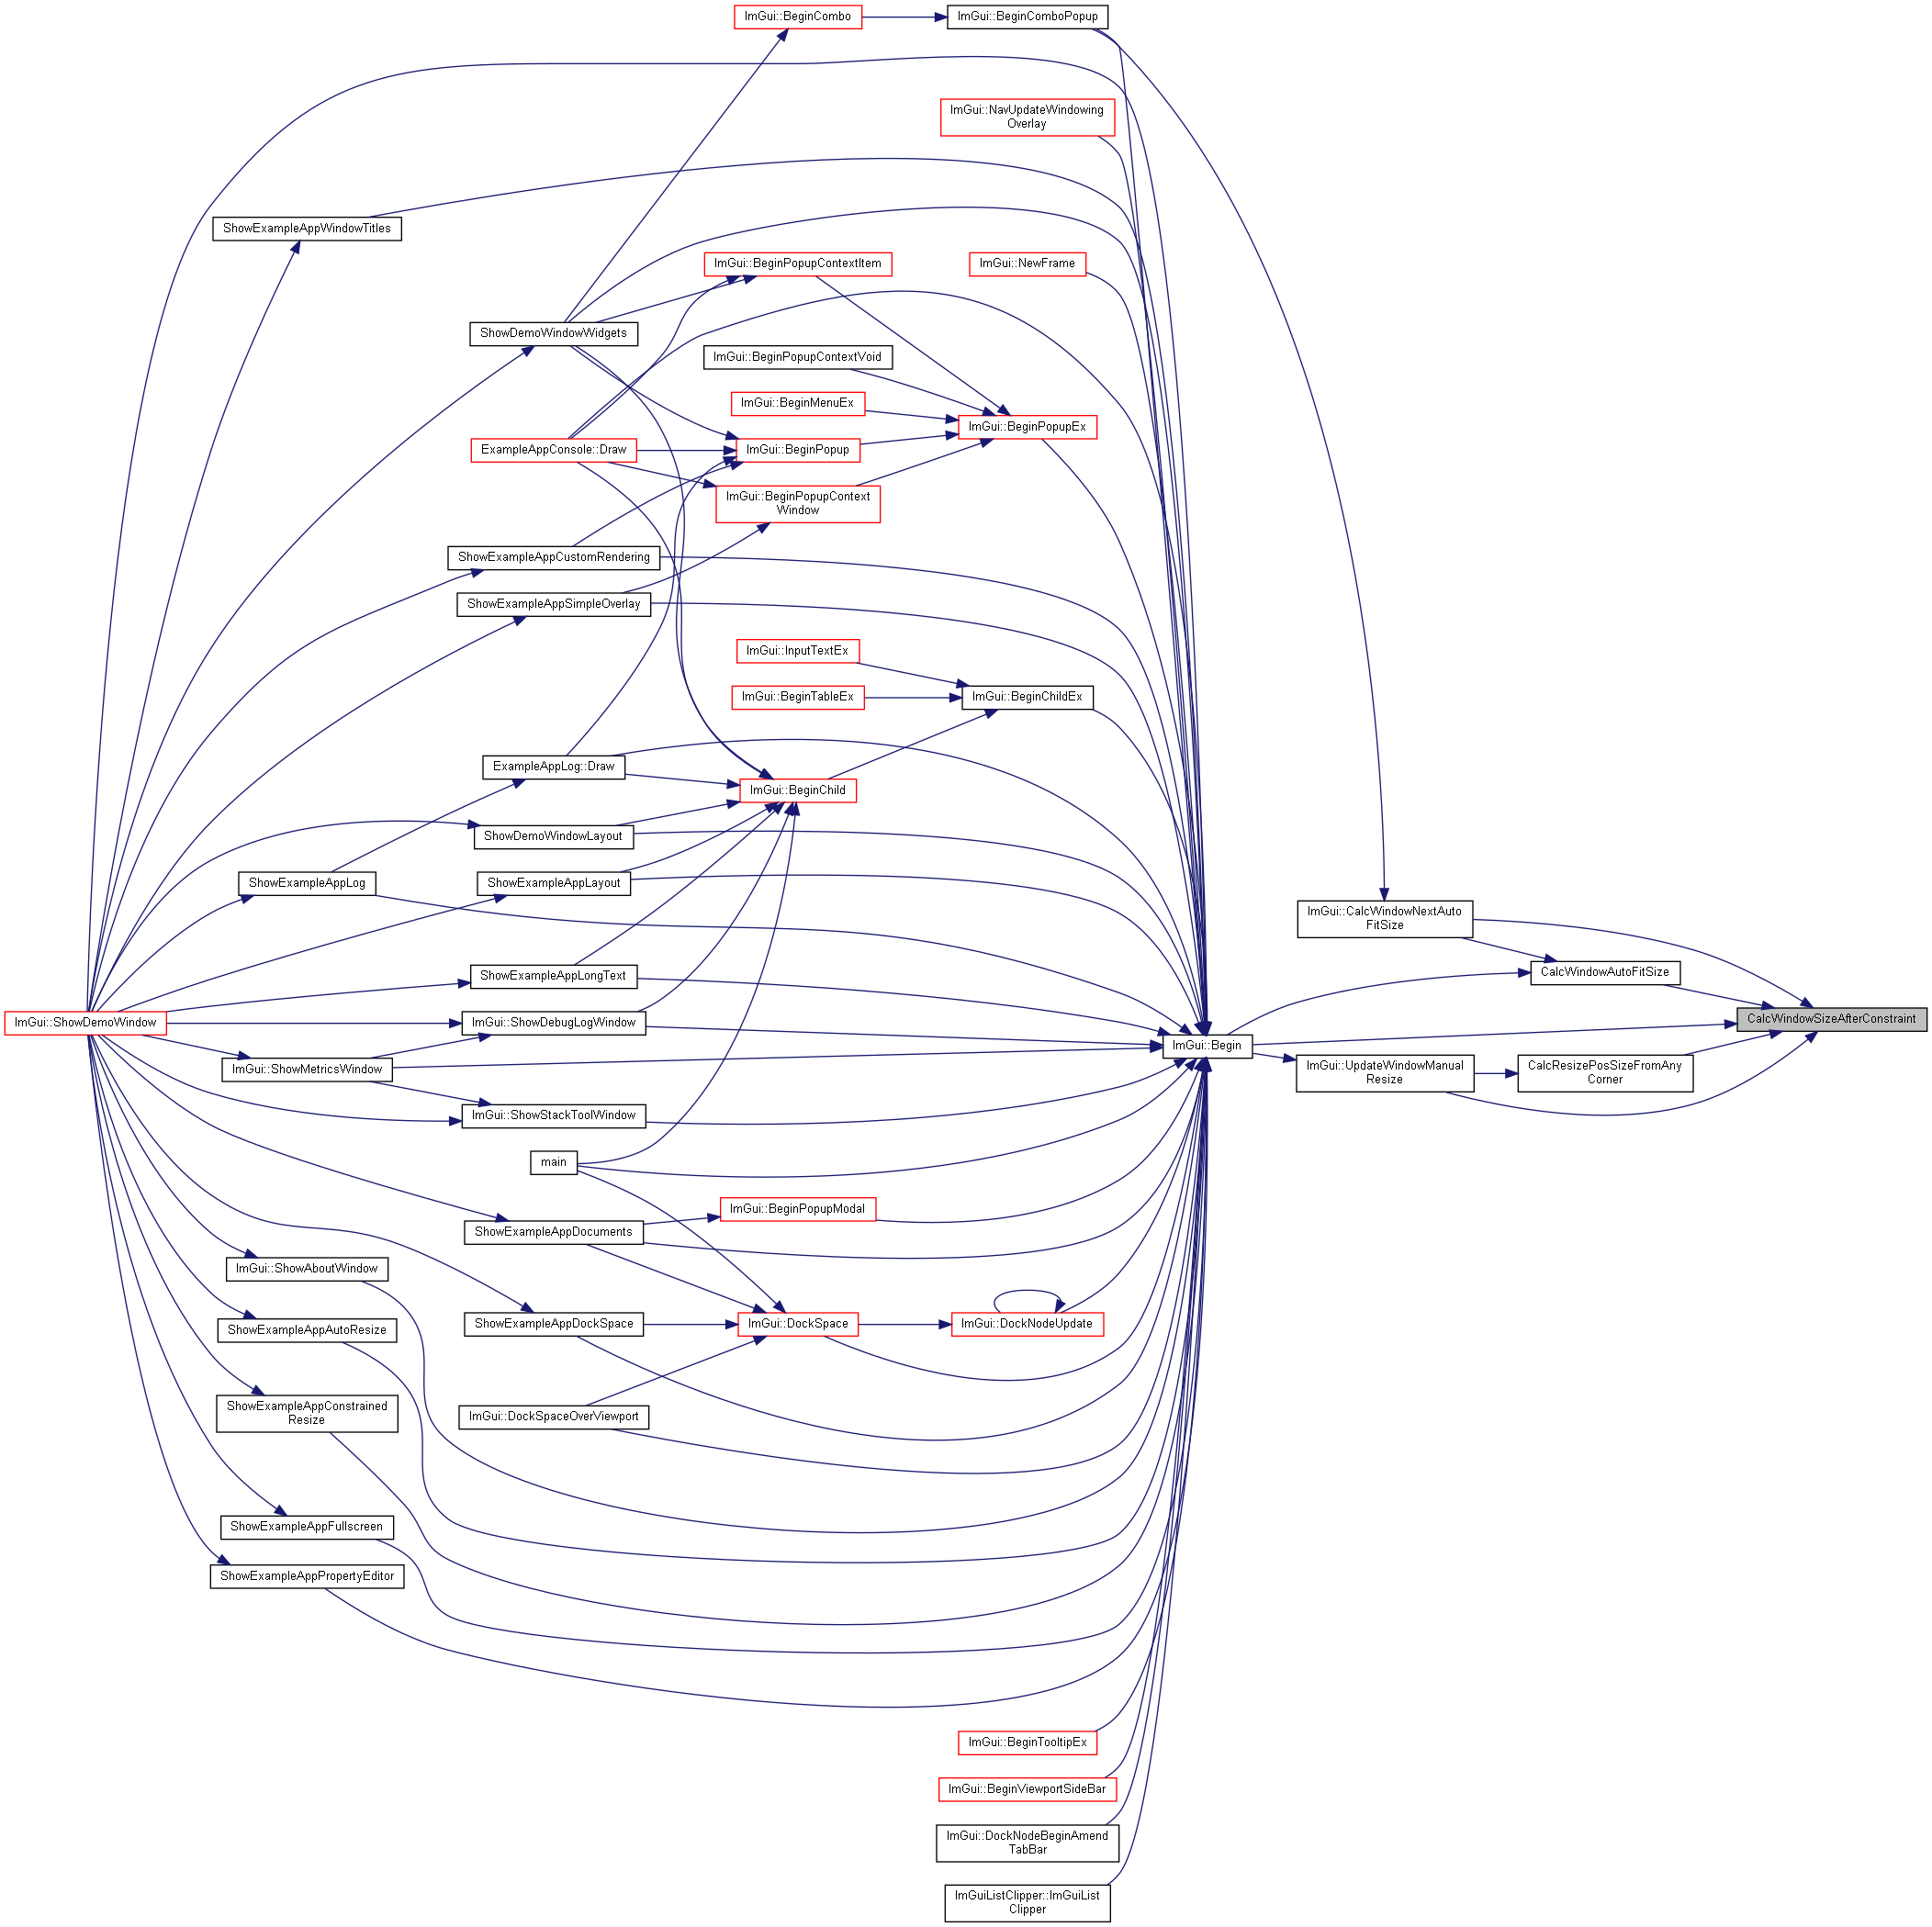 ImGui::BeginCombo
ImGui::BeginComboPopup
ImGui::NavUpdateWindowing
Overlay
ShowExampleAppWindowTitles
ImGui::BeginPopupContextItem
ImGui::NewFrame
ShowDemoWindowWidgets
ImGui::BeginPopupContextVoid
ImGui::BeginMenuEx
ImGui::BeginPopupEx
ExampleAppConsole::Draw
ImGui::BeginPopup
ImGui::BeginPopupContext
Window
ShowExampleAppCustomRendering
ShowExampleAppSimpleOverlay
ImGui::InputTextEx
ImGui::BeginTableEx
ImGui::BeginChildEx
ExampleAppLog::Draw
ImGui::BeginChild
ShowDemoWindowLayout
ShowExampleAppLog
ShowExampleAppLayout
ImGui::CalcWindowNextAuto
FitSize
ShowExampleAppLongText
CalcWindowAutoFitSize
ImGui::ShowDemoWindow
ImGui::ShowDebugLogWindow
CalcWindowSizeAfterConstraint
ImGui::Begin
ImGui::ShowMetricsWindow
ImGui::UpdateWindowManual
Resize
CalcResizePosSizeFromAny
Corner
ImGui::ShowStackToolWindow
main
ImGui::BeginPopupModal
ShowExampleAppDocuments
ImGui::ShowAboutWindow
ShowExampleAppAutoResize
ShowExampleAppDockSpace
ImGui::DockSpace
ImGui::DockNodeUpdate
ShowExampleAppConstrained
Resize
ImGui::DockSpaceOverViewport
ShowExampleAppFullscreen
ShowExampleAppPropertyEditor
ImGui::BeginTooltipEx
ImGui::BeginViewportSideBar
ImGui::DockNodeBeginAmend
TabBar
ImGuiListClipper::ImGuiList
Clipper